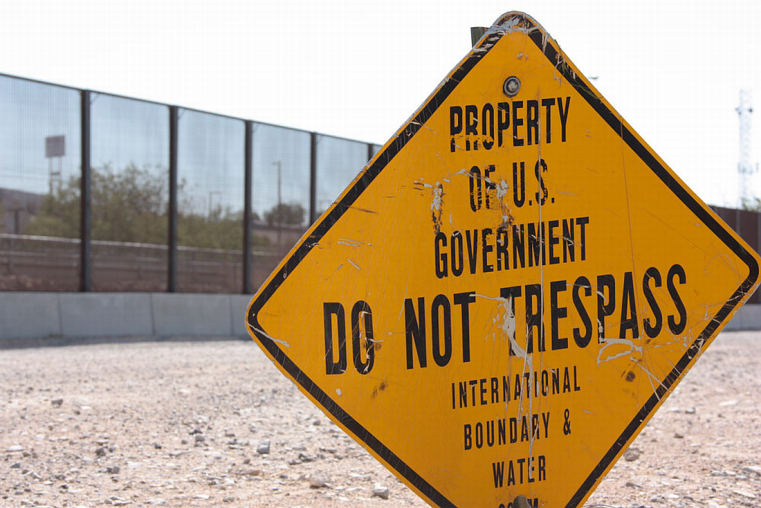 PROPERTY
OF U.S.
GOVERNMENT
DO NOT TRESPASS
INTERNATIONAL
BOUNDARY &
WATER